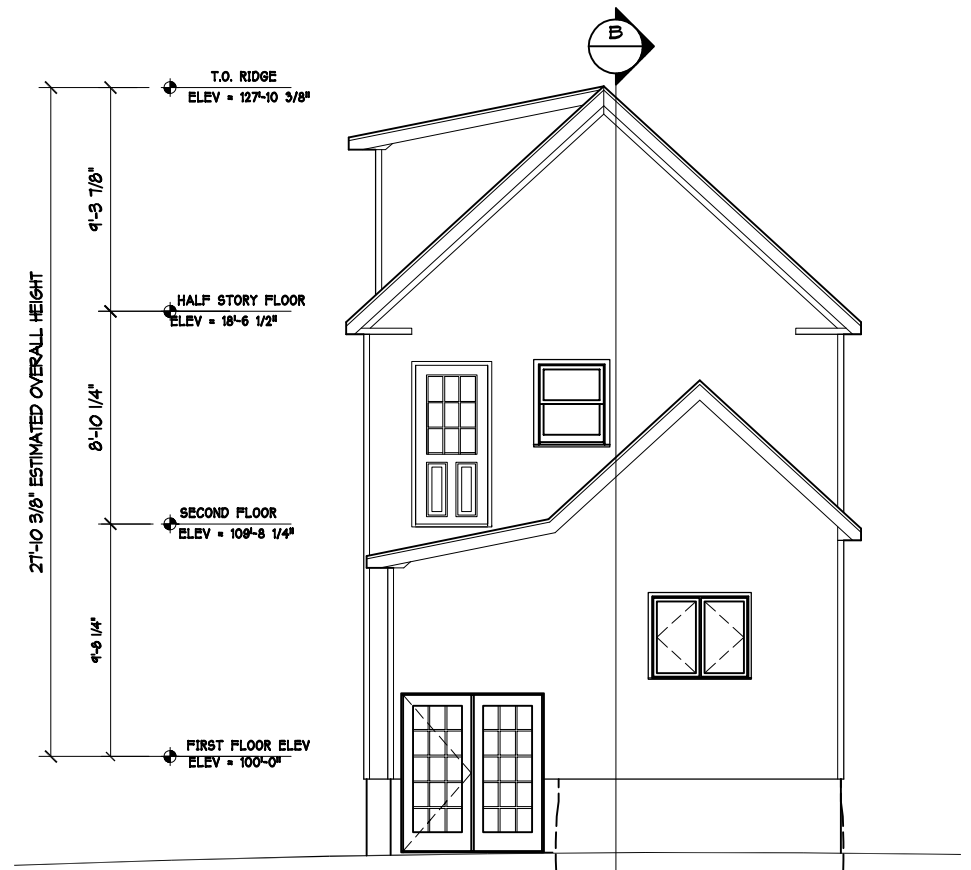 B
T.O. RIDGE
ELEV = 127'-10 3/8"
9'-3 7/8"
HALF STORY FLOOR
ELEV = 18'-6 1/2"
27'-10 3/8" ESTIMATED OVERALL HEIGHT
8'-10 1/4"
SECOND FLOOR
ELEV = 109'-8 1/4"
9'-8 1/4"
FIRST FLOOR ELEV
ELEV = 100'-0"